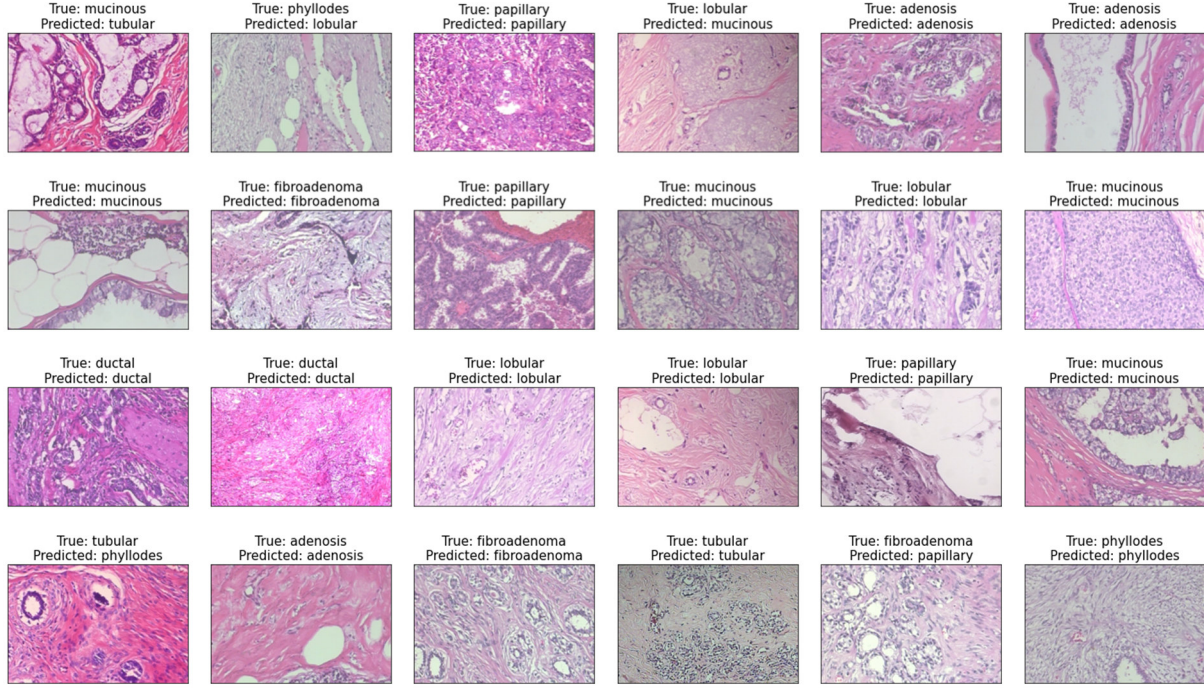 True: mucinous
Predicted: tubular
True: phyllodes
Predicted: lobular
True: papillary
Predicted: papillary
True: lobular
Predicted: mucinous
True: adenosis
Predicted: adenosis
True: adenosis
Predicted: adenosis
True: mucinous
Predicted: mucinous
True: fibroadenoma
Predicted: fibroadenoma
True: papillary
Predicted: papillary
True: mucinous
Predicted: mucinous
True: lobular
Predicted: lobular
True: mucinous
Predicted: mucinous
True: ductal
Predicted: ductal
True: ductal
Predicted: ductal
True: lobular
Predicted: lobular
True: lobular
Predicted: lobular
True: papillary
Predicted: papillary
True: mucinous
Predicted: mucinous
True: tubular
Predicted: phyllodes
True: adenosis
Predicted: adenosis
True: fibroadenoma
Predicted: fibroadenoma
True: tubular
Predicted: tubular
True: fibroadenoma
Predicted: papillary
True: phyllodes
Predicted: phyllodes